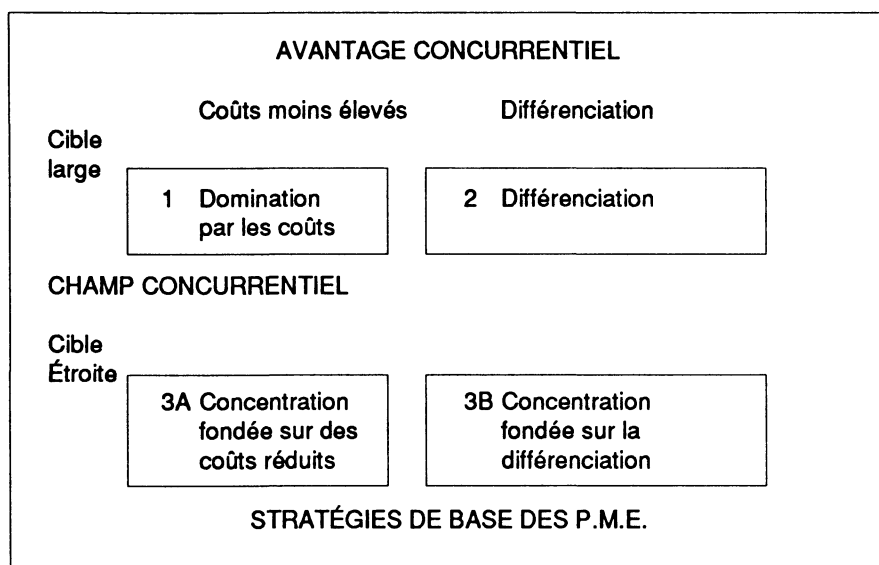 AVANTAGE CONCURRENTIEL
Coûts moins élevés Différenciation
Cible
large
1 Domination
par les coûts
2 Différenciation
CHAMP CONCURRENTIEL
Cible
Étroite
3A Concentration
fondée sur des
coûts réduits
3B Concentration
fondée sur la
différenciation
STRATÉGIES DE BASE DES P.M.E.